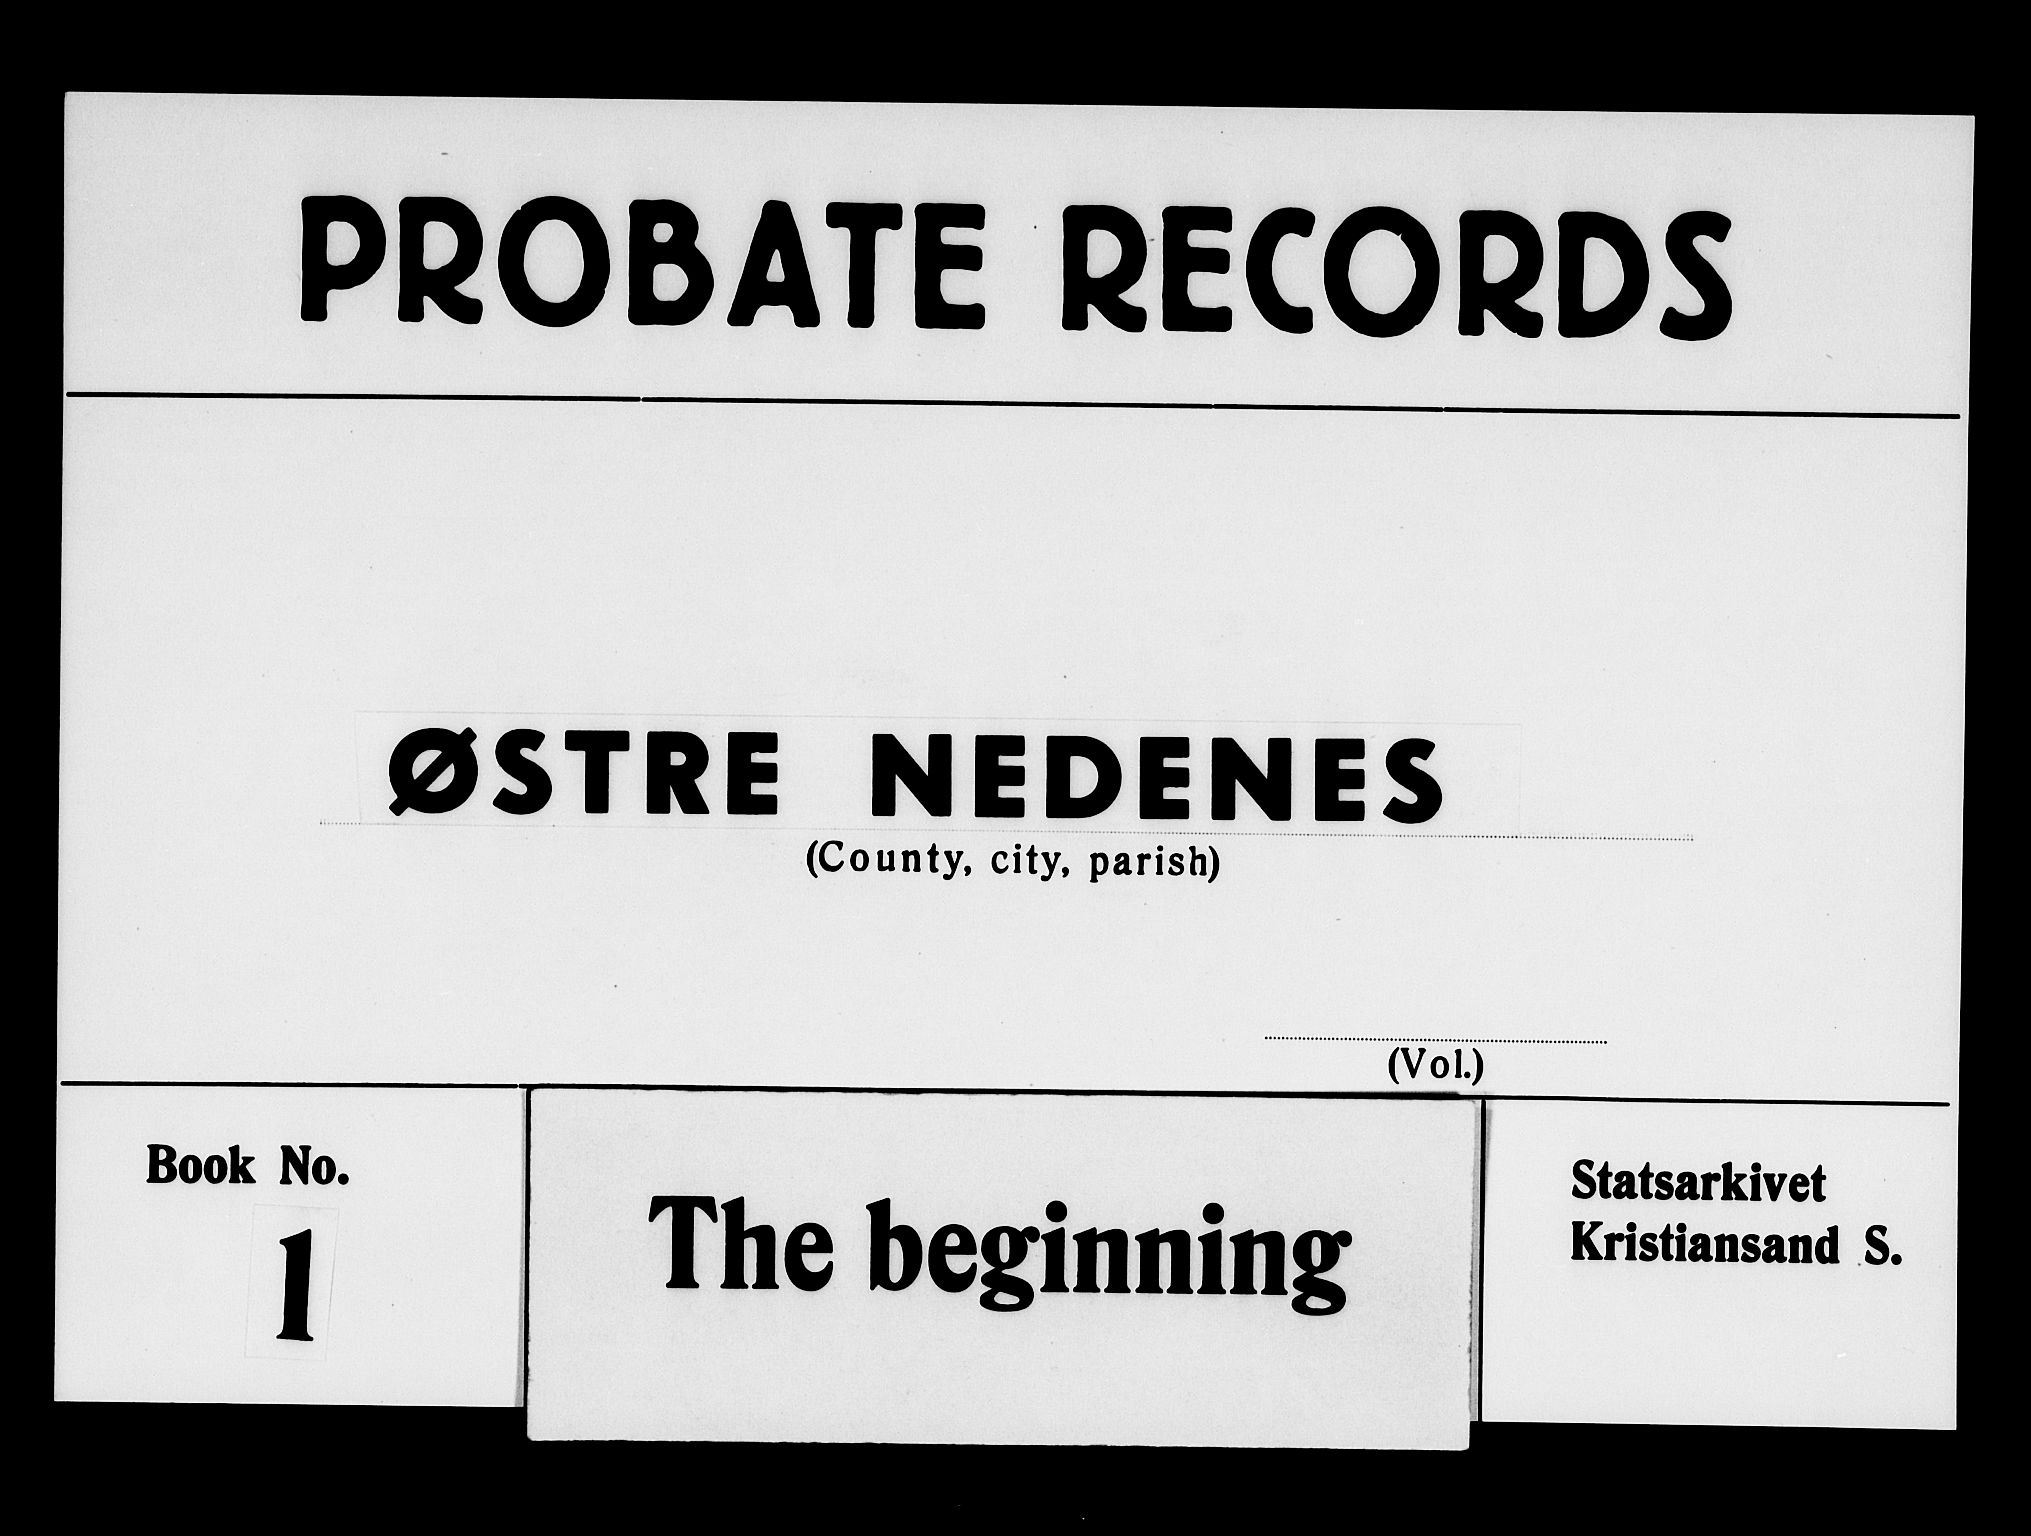 PROBATE RECORDS
ØSTRE NEDENES
(County, city, parish)
(Vol.)
Book No.
1
The beginning
Statsarkivet
Kristiansand S.